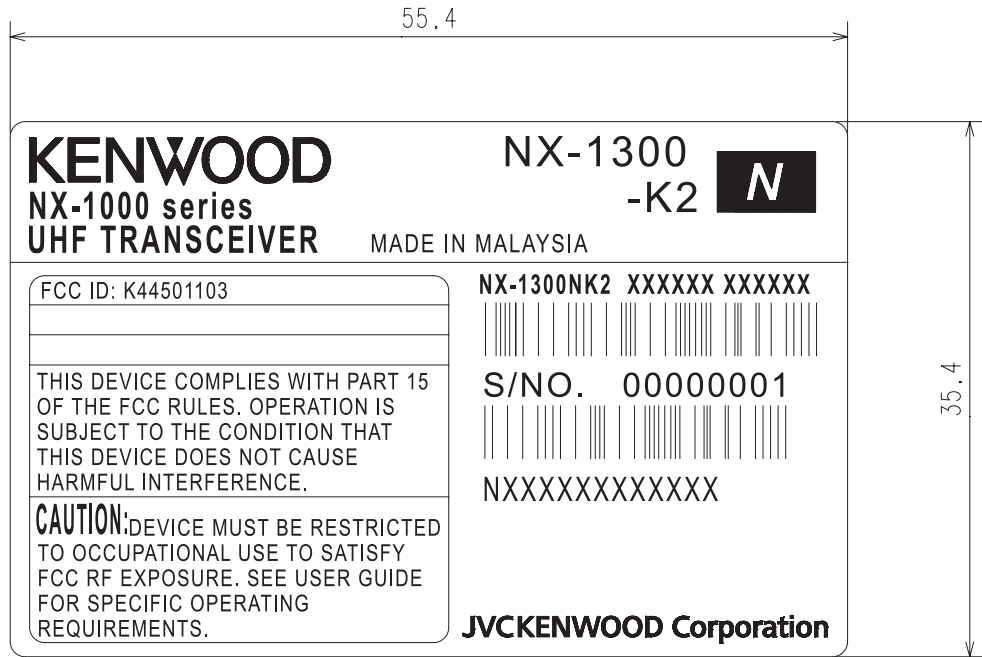 55.4
KENWOOD
NX-1300
-K2
N
NX-1000 series
UHF TRANSCEIVER
MADE IN MALAYSIA
FCC ID: K44501103
THIS DEVICE COMPLIES WITH PART 15
OF THE FCC RULES. OPERATION IS
SUBJECT TO THE CONDITION THAT
THIS DEVICE DOES NOT CAUSE
HARMFUL INTERFERENCE.
CAUTION:DEVICE MUST BE RESTRICTED
TO OCCUPATIONAL USE TO SATISFY
FCC RF EXPOSURE. SEE USER GUIDE
FOR SPECIFIC OPERATING
REQUIREMENTS.
NX-1300NK2 XXXXXX XXXXXX
S/NO. 00000001
NXXXXXXXXXXXX
JVCKENWOOD Corporation
35.4